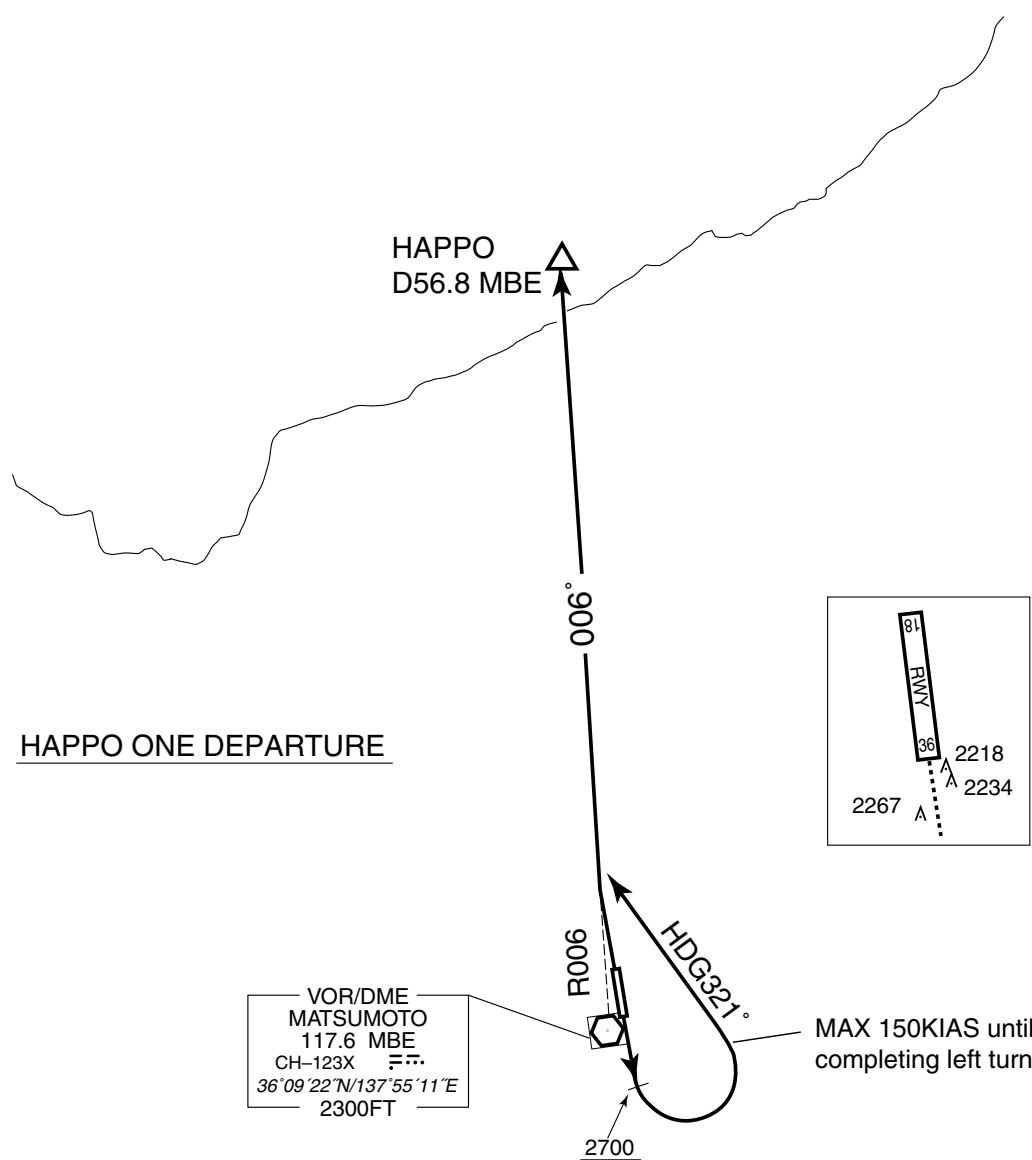 HAPPO
D56.8 MBE
006°
18
RWY
36
2218
2234
2267
HAPPO ONE DEPARTURE
R006
HDG321°
VOR/DME
MATSUMOTO
117.6 MBE
CH–123X
36°09´22˝N/137°55´11˝E
2300FT
MAX 150KIAS until
completing left turn
2700